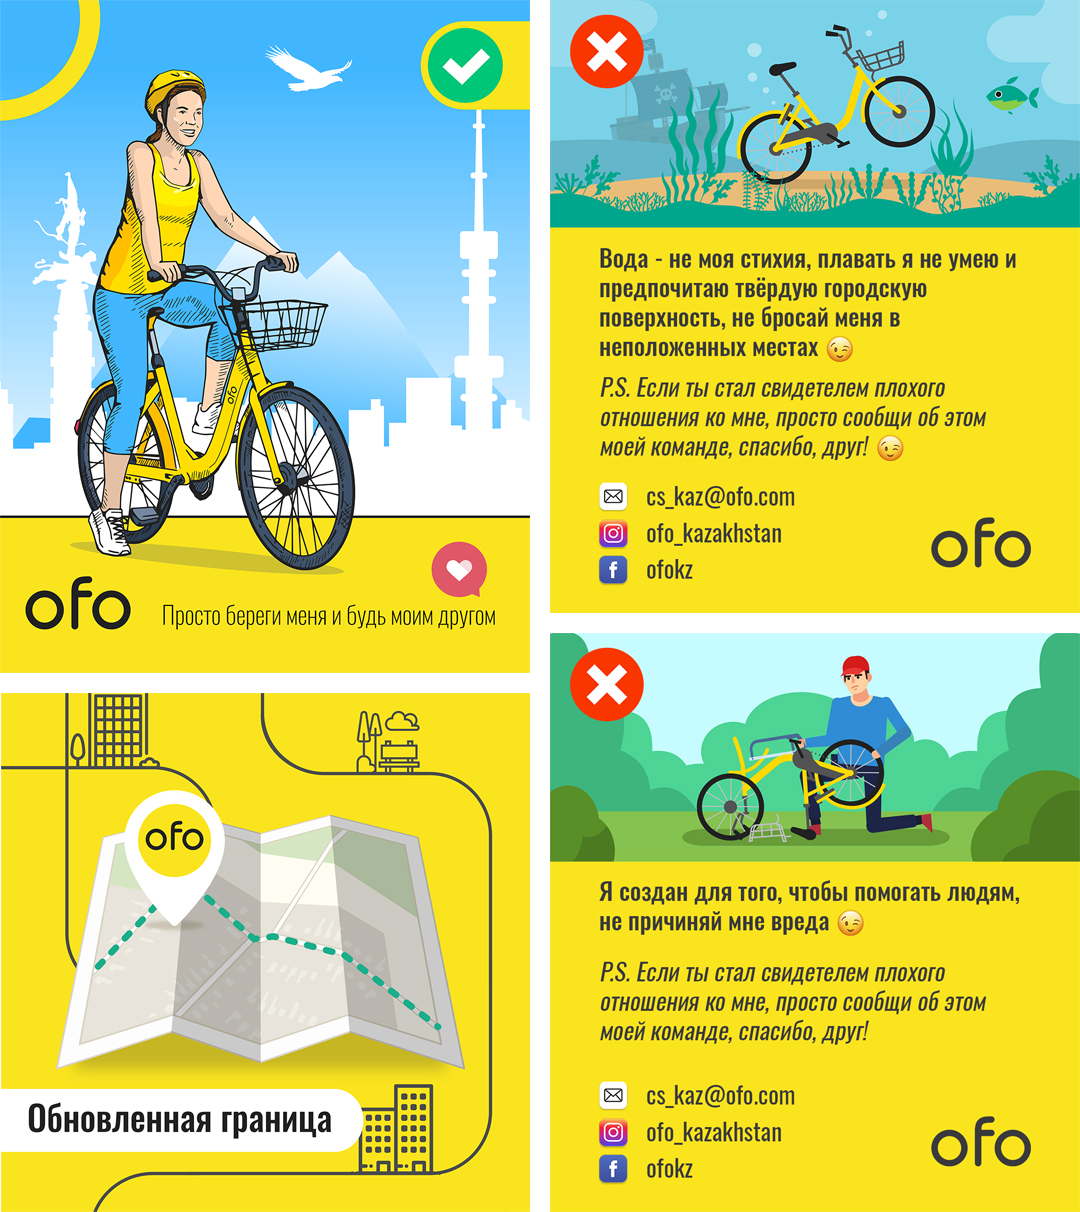 ofo
ofo
Просто береги меня и будь моим другом
Вода - не моя стихия, плавать я не умею и
предпочитаю твёрдую городскую
поверхность, не бросай меня в
неположенных местах 😉
P.S. Если ты стал свидетелем плохого
отношения ко мне, просто сообщи об этом
моей команде, спасибо, друг! 😉
cs_kaz@ofo.com
ofo_kazakhstan
ofokz
ofo
ofo
Обновленная граница
Я создан для того, чтобы помогать людям,
не причиняй мне вреда 😉
P.S. Если ты стал свидетелем плохого
отношения ко мне, просто сообщи об этом
моей команде, спасибо, друг!
cs_kaz@ofo.com
ofo_kazakhstan
ofokz
ofo